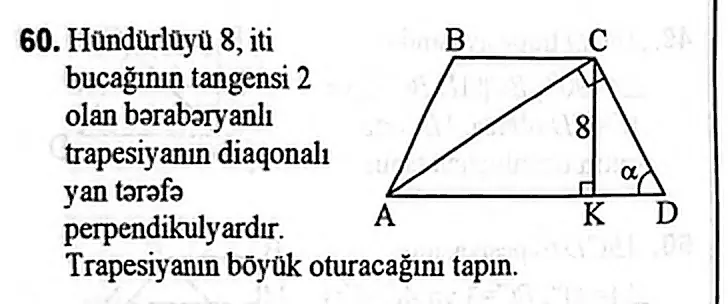 60. Hündürlüyü 8, iti
bucağının tangensi 2
olan bərabəryanlı
trapesiyanın diaqonalı
yan tərəfə
perpendikulyardır.
Trapesiyanın böyük oturacağını tapın.
B C
8
α
A K D